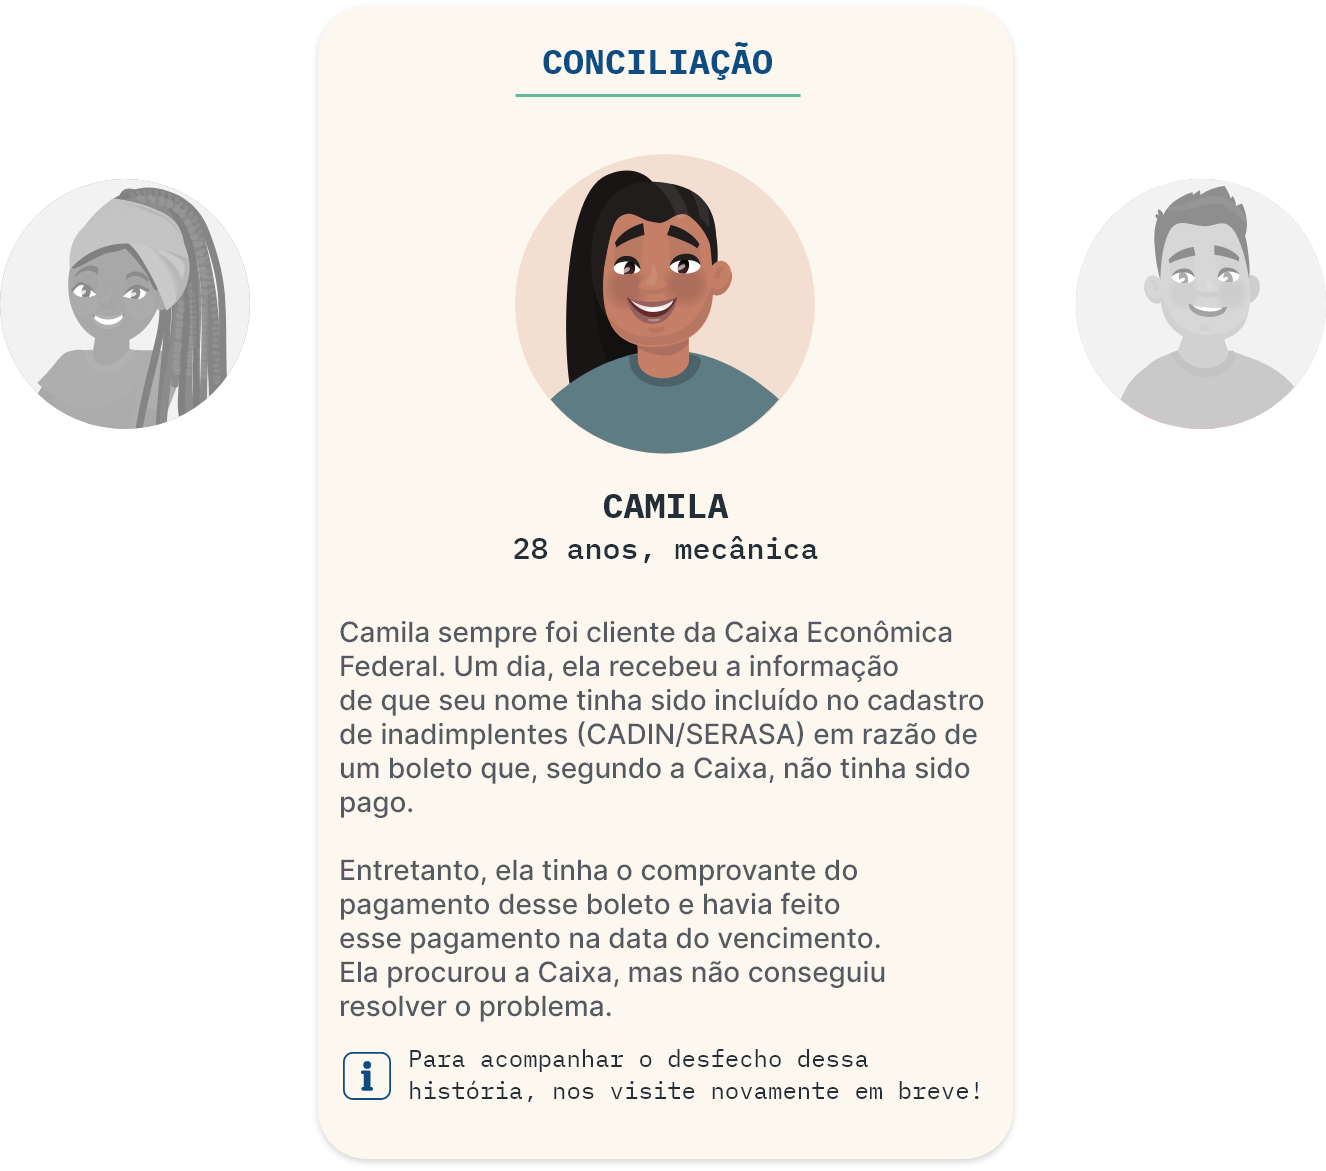 CONCILIAÇÃO
CAMILA
28 anos, mecânica
Camila sempre foi cliente da Caixa Econômica
Federal. Um dia, ela recebeu a informação
de que seu nome tinha sido incluído no cadastro
de inadimplentes (CADIN/SERASA) em razão de
um boleto que, segundo a Caixa, não tinha sido
pago.
Entretanto, ela tinha o comprovante do
pagamento desse boleto e havia feito
esse pagamento na data do vencimento.
Ela procurou a Caixa, mas não conseguiu
resolver o problema.
Para acompanhar o desfecho dessa
história, nos visite novamente em breve!